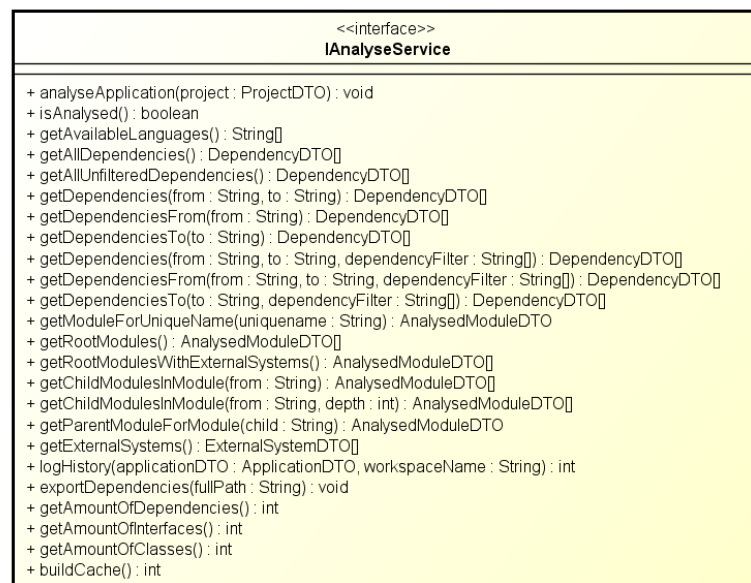 <<interface>>
IAnalyseService
+ analyseApplication(project : ProjectDTO) : void
+ isAnalysed() : boolean
+ getAvailableLanguages() : String[]
+ getAllDependencies() : DependencyDTO[]
+ getAllUnfilteredDependencies() : DependencyDTO[]
+ getDependencies(from : String, to : String) : DependencyDTO[]
+ getDependenciesFrom(from : String) : DependencyDTO[]
+ getDependenciesTo(to : String) : DependencyDTO[]
+ getDependencies(from : String, to : String, dependencyFilter : String[]) : DependencyDTO[]
+ getDependenciesFrom(from : String, to : String, dependencyFilter : String[]) : DependencyDTO[]
+ getDependenciesTo(to : String, dependencyFilter : String[]) : DependencyDTO[]
+ getModuleForUniqueName(uniquename : String) : AnalysedModuleDTO
+ getRootModules() : AnalysedModuleDTO[]
+ getRootModulesWithExternalSystems() : AnalysedModuleDTO[]
+ getChildModulesInModule(from : String) : AnalysedModuleDTO[]
+ getChildModulesInModule(from : String, depth : int) : AnalysedModuleDTO[]
+ getParentModuleForModule(child : String) : AnalysedModuleDTO
+ getExternalSystems() : ExternalSystemDTO[]
+ logHistory(applicationDTO : ApplicationDTO, workspaceName : String) : int
+ exportDependencies(fullPath : String) : void
+ getAmountOfDependencies() : int
+ getAmountOfInterfaces() : int
+ getAmountOfClasses() : int
+ buildCache() : int